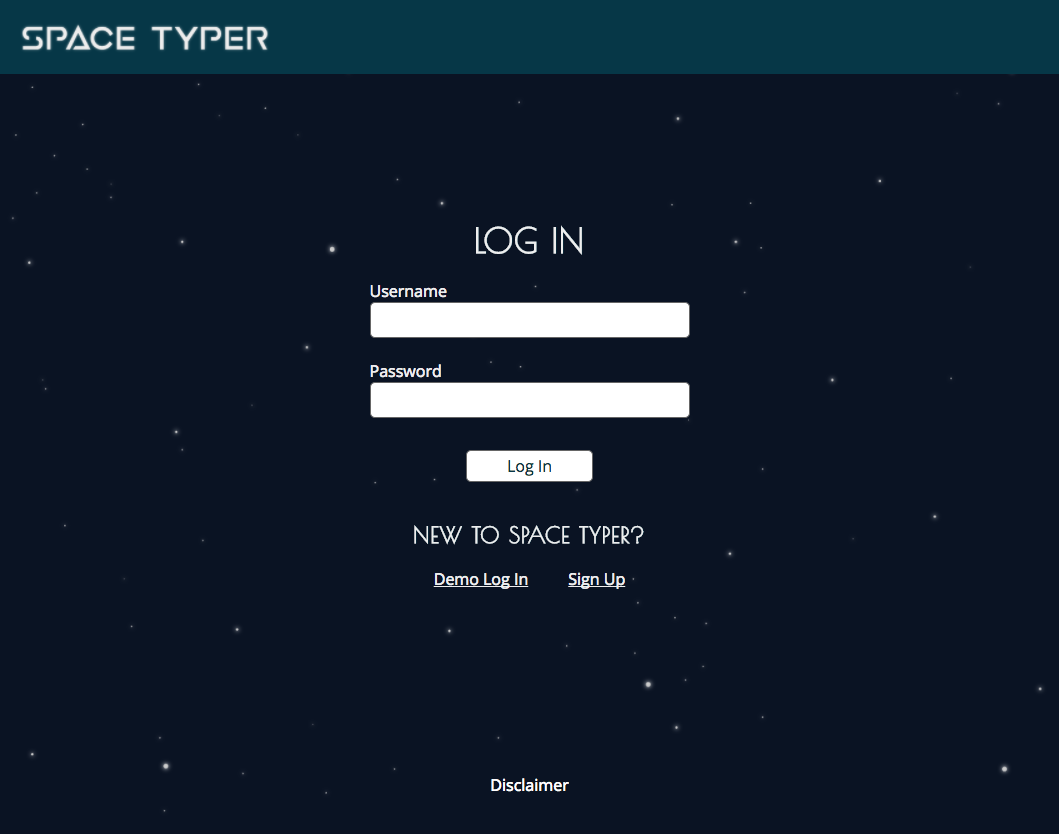 SPACE TYPER
LOG IN
Username
Password
Log In
NEW TO SPACE TYPER?
Demo Log In Sign Up
Disclaimer